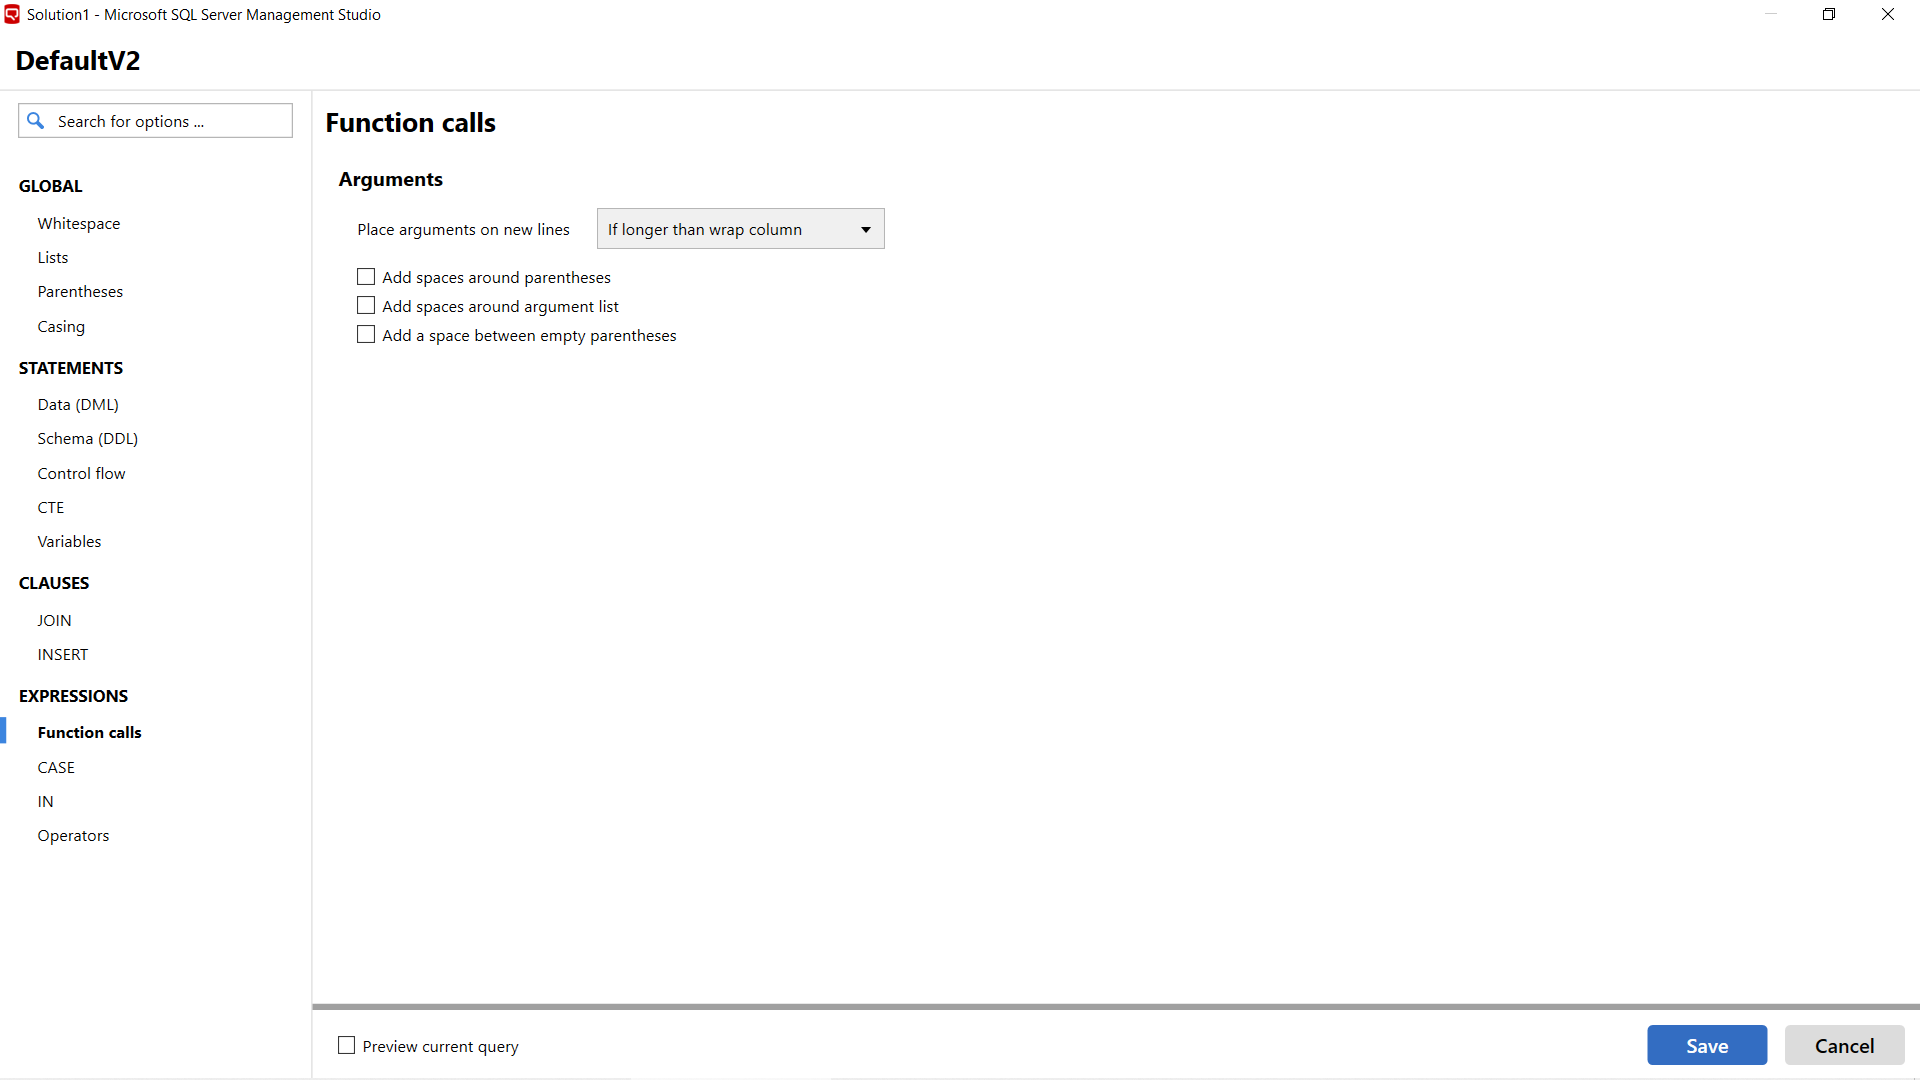 Solution1 - Microsoft SQL Server Management Studio
DefaultV2
Search for options ...
GLOBAL
Whitespace
Lists
Parentheses
Casing
STATEMENTS
Data (DML)
Schema (DDL)
Control flow
CTE
Variables
CLAUSES
JOIN
INSERT
EXPRESSIONS
Function calls
CASE
IN
Operators
Function calls
Arguments
Place arguments on new lines If longer than wrap column
Add spaces around parentheses
Add spaces around argument list
Add a space between empty parentheses
Preview current query Save Cancel